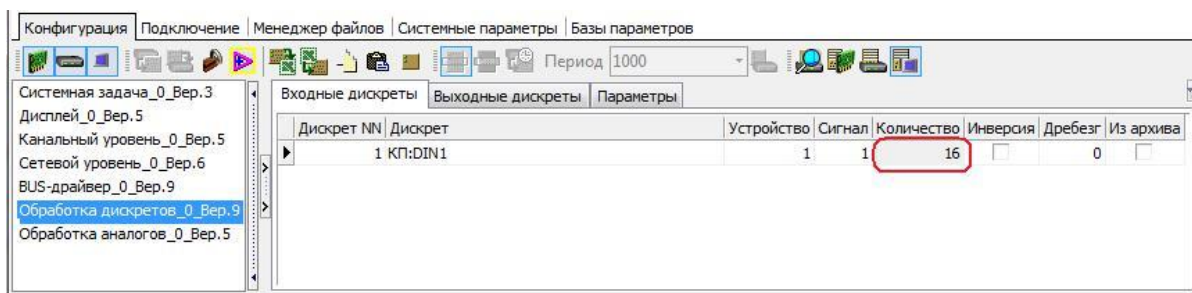 Конфигурация Подключение Менеджер файлов Системные параметры Базы параметров
Период 1000
Системная задача_0_Вер.3
Дисплей_0_Вер.5
Канальный уровень_0_Вер.5
Сетевой уровень_0_Вер.6
BUS-драйвер_0_Вер.9
Обработка дискретов_0_Вер.9
Обработка аналогов_0_Вер.5
Входные дискреты Выходные дискреты Параметры
Дискрет NN Дискрет Устройство Сигнал Количество Инверсия Дребезг Из архива
1 КП:DIN1 1 1 16 0